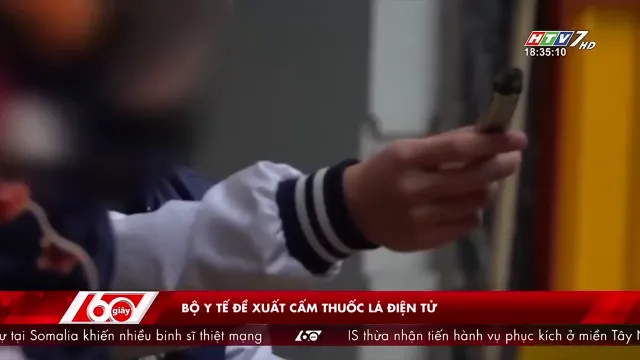 HTV7 HD
18:35:10
60 giây
BỘ Y TẾ ĐỀ XUẤT CẤM THUỐC LÁ ĐIỆN TỬ
ự tại Somalia khiến nhiều binh sĩ thiệt mạng 60 IS thừa nhận tiến hành vụ phục kích ở miền Tây N